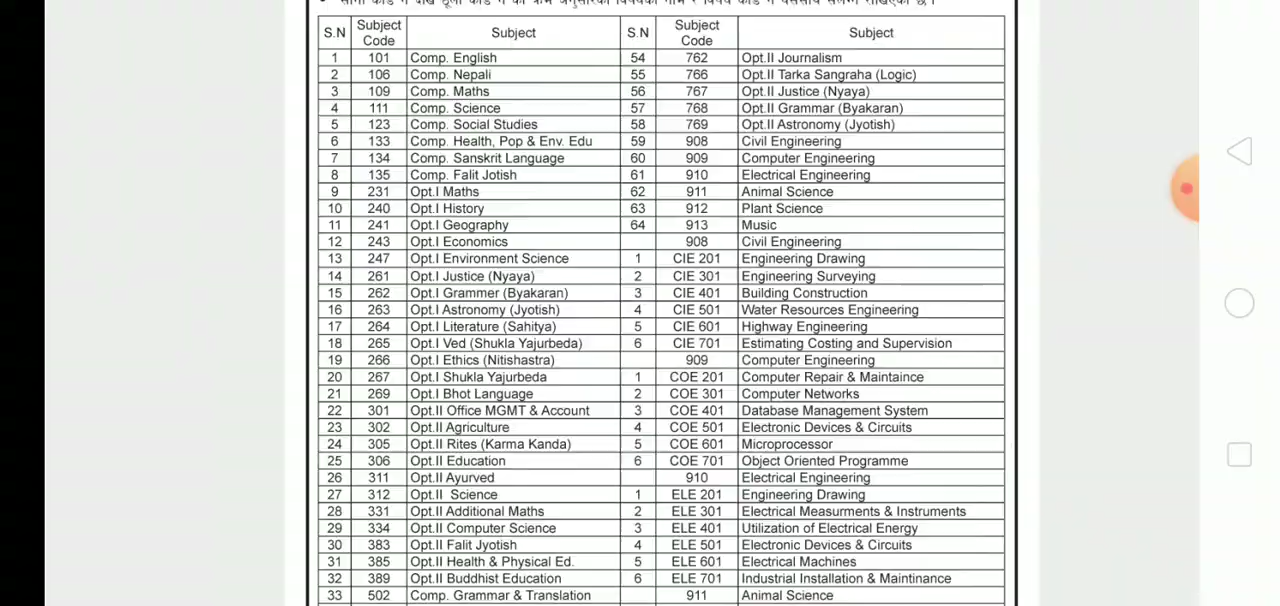 S.N Subject Code Subject S.N Subject Code Subject
1 101 Comp. English 54 762 Opt.II Journalism
2 106 Comp. Nepali 55 766 Opt.II Tarka Sangraha (Logic)
3 109 Comp. Maths 56 767 Opt.II Justice (Nyaya)
4 111 Comp. Science 57 768 Opt.II Grammar (Byakaran)
5 123 Comp. Social Studies 58 769 Opt.II Astronomy (Jyotish)
6 133 Comp. Health, Pop & Env. Edu 59 908 Civil Engineering
7 134 Comp. Sanskrit Language 60 909 Computer Engineering
8 135 Comp. Falit Jotish 61 910 Electrical Engineering
9 231 Opt.I Maths 62 911 Animal Science
10 240 Opt.I History 63 912 Plant Science
11 241 Opt.I Geography 64 913 Music
12 243 Opt.I Economics 908 Civil Engineering
13 247 Opt.I Environment Science 1 CIE 201 Engineering Drawing
14 261 Opt.I Justice (Nyaya) 2 CIE 301 Engineering Surveying
15 262 Opt.I Grammer (Byakaran) 3 CIE 401 Building Construction
16 263 Opt.I Astronomy (Jyotish) 4 CIE 501 Water Resources Engineering
17 264 Opt.I Literature (Sahitya) 5 CIE 601 Highway Engineering
18 265 Opt.I Ved (Shukla Yajurbeda) 6 CIE 701 Estimating Costing and Supervision
19 266 Opt.I Ethics (Nitishastra) 909 Computer Engineering
20 267 Opt.I Shukla Yajurbeda 1 COE 201 Computer Repair & Maintaince
21 269 Opt.I Bhot Language 2 COE 301 Computer Networks
22 301 Opt.II Office MGMT & Account 3 COE 401 Database Management System
23 302 Opt.II Agriculture 4 COE 501 Electronic Devices & Circuits
24 305 Opt.II Rites (Karma Kanda) 5 COE 601 Microprocessor
25 306 Opt.II Education 6 COE 701 Object Oriented Programme
26 311 Opt.II Ayurved 910 Electrical Engineering
27 312 Opt.II Science 1 ELE 201 Engineering Drawing
28 331 Opt.II Additional Maths 2 ELE 301 Electrical Measurments & Instruments
29 334 Opt.II Computer Science 3 ELE 401 Utilization of Electrical Energy
30 383 Opt.II Falit Jyotish 4 ELE 501 Electronic Devices & Circuits
31 385 Opt.II Health & Physical Ed. 5 ELE 601 Electrical Machines
32 389 Opt.II Buddhist Education 6 ELE 701 Industrial Installation & Maintinance
33 502 Comp. Grammar & Translation 911 Animal Science